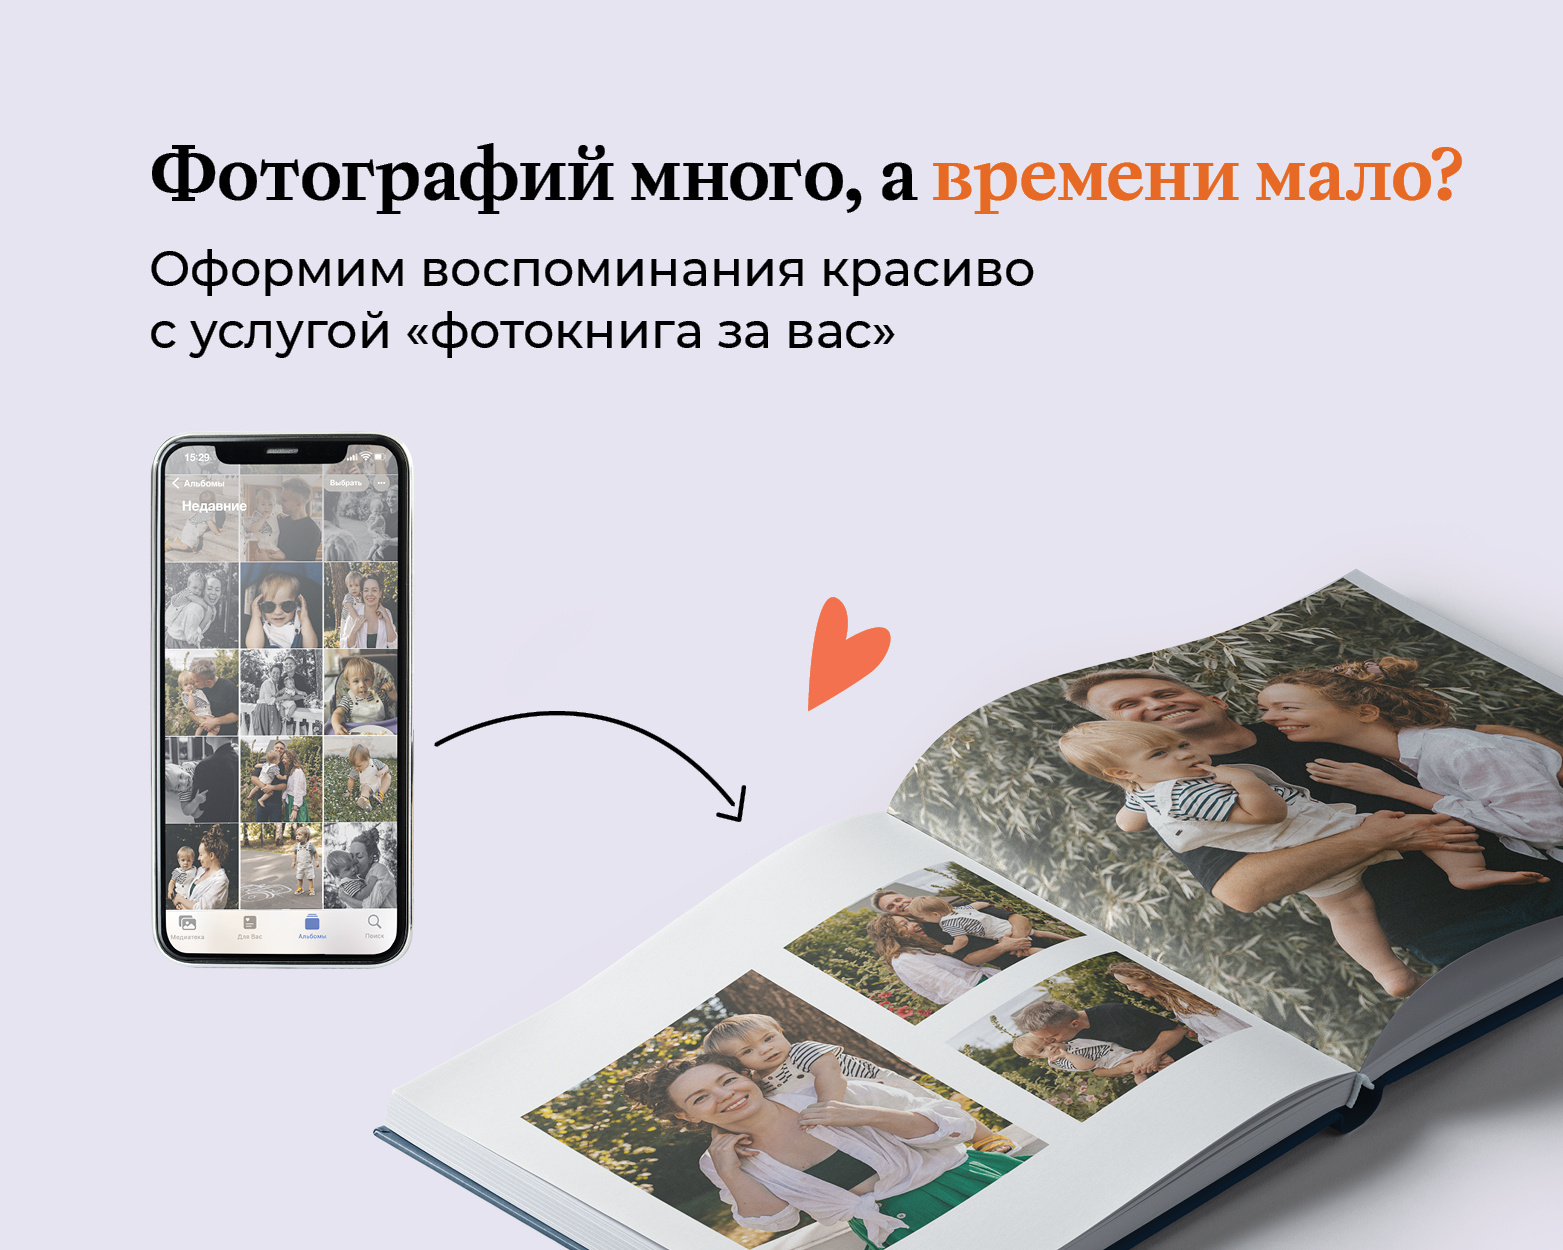 Фотографий много, а времени мало?
Оформим воспоминания красиво
с услугой «фотокнига за вас»
15:29
Альбомы
Выбрать
Недавние
Медиатека
Для Вас
Альбомы
Поиск